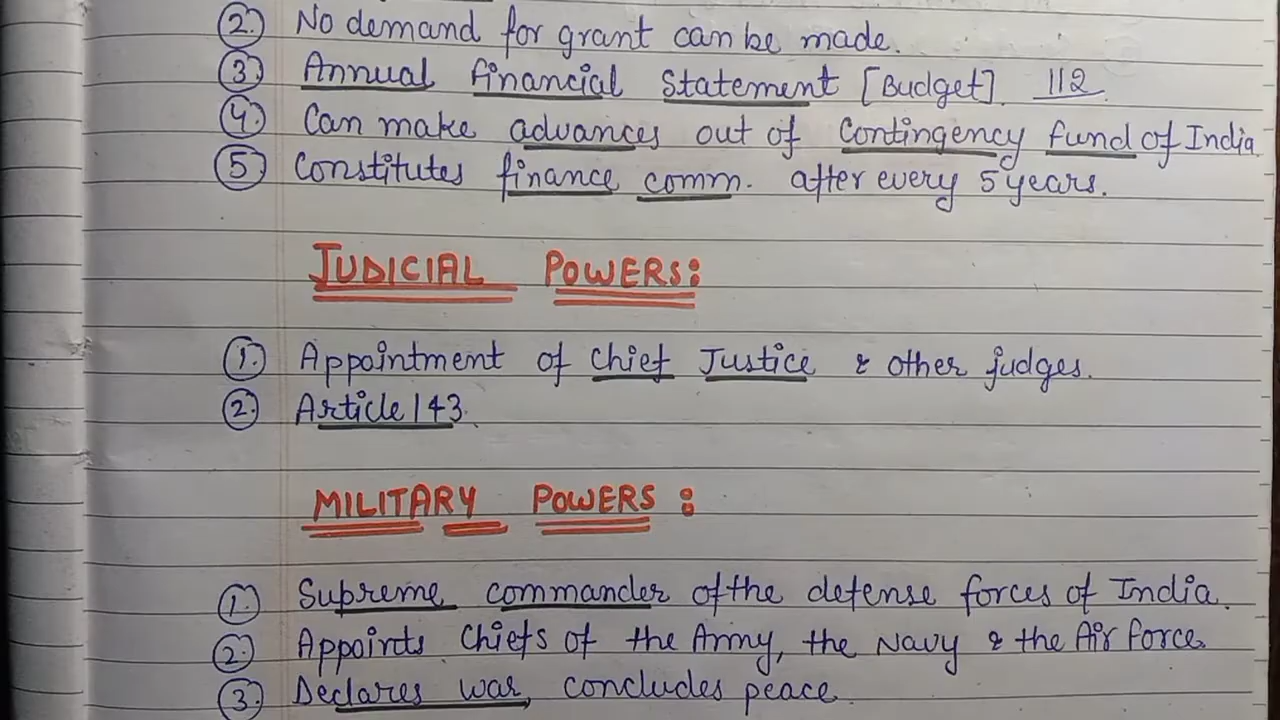 2. No demand for grant can be made.
3. Annual Financial Statement [Budget]. 112
4. Can make advances out of Contingency Fund of India
5. Constitutes finance comm. after every 5 years.
JUDICIAL POWERS:
1. Appointment of Chief Justice & other judges.
2. Article 143.
MILITARY POWERS:
1. Supreme commander of the defense forces of India.
2. Appoints Chiefs of the Army, the Navy & the Air force.
3. Declares war, concludes peace.